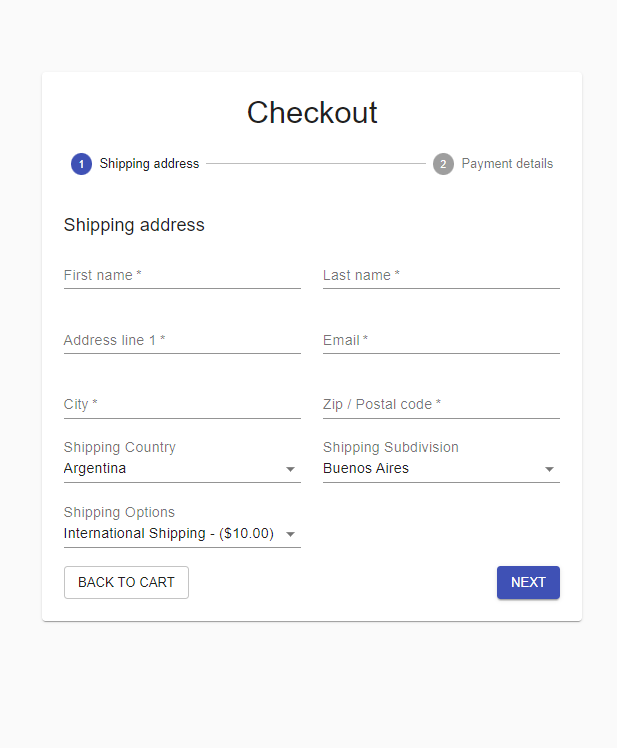 Checkout
1 Shipping address 2 Payment details
Shipping address
First name * Last name *
Address line 1 * Email *
City * Zip / Postal code *
Shipping Country Shipping Subdivision
Argentina Buenos Aires
Shipping Options
International Shipping - ($10.00)
BACK TO CART NEXT